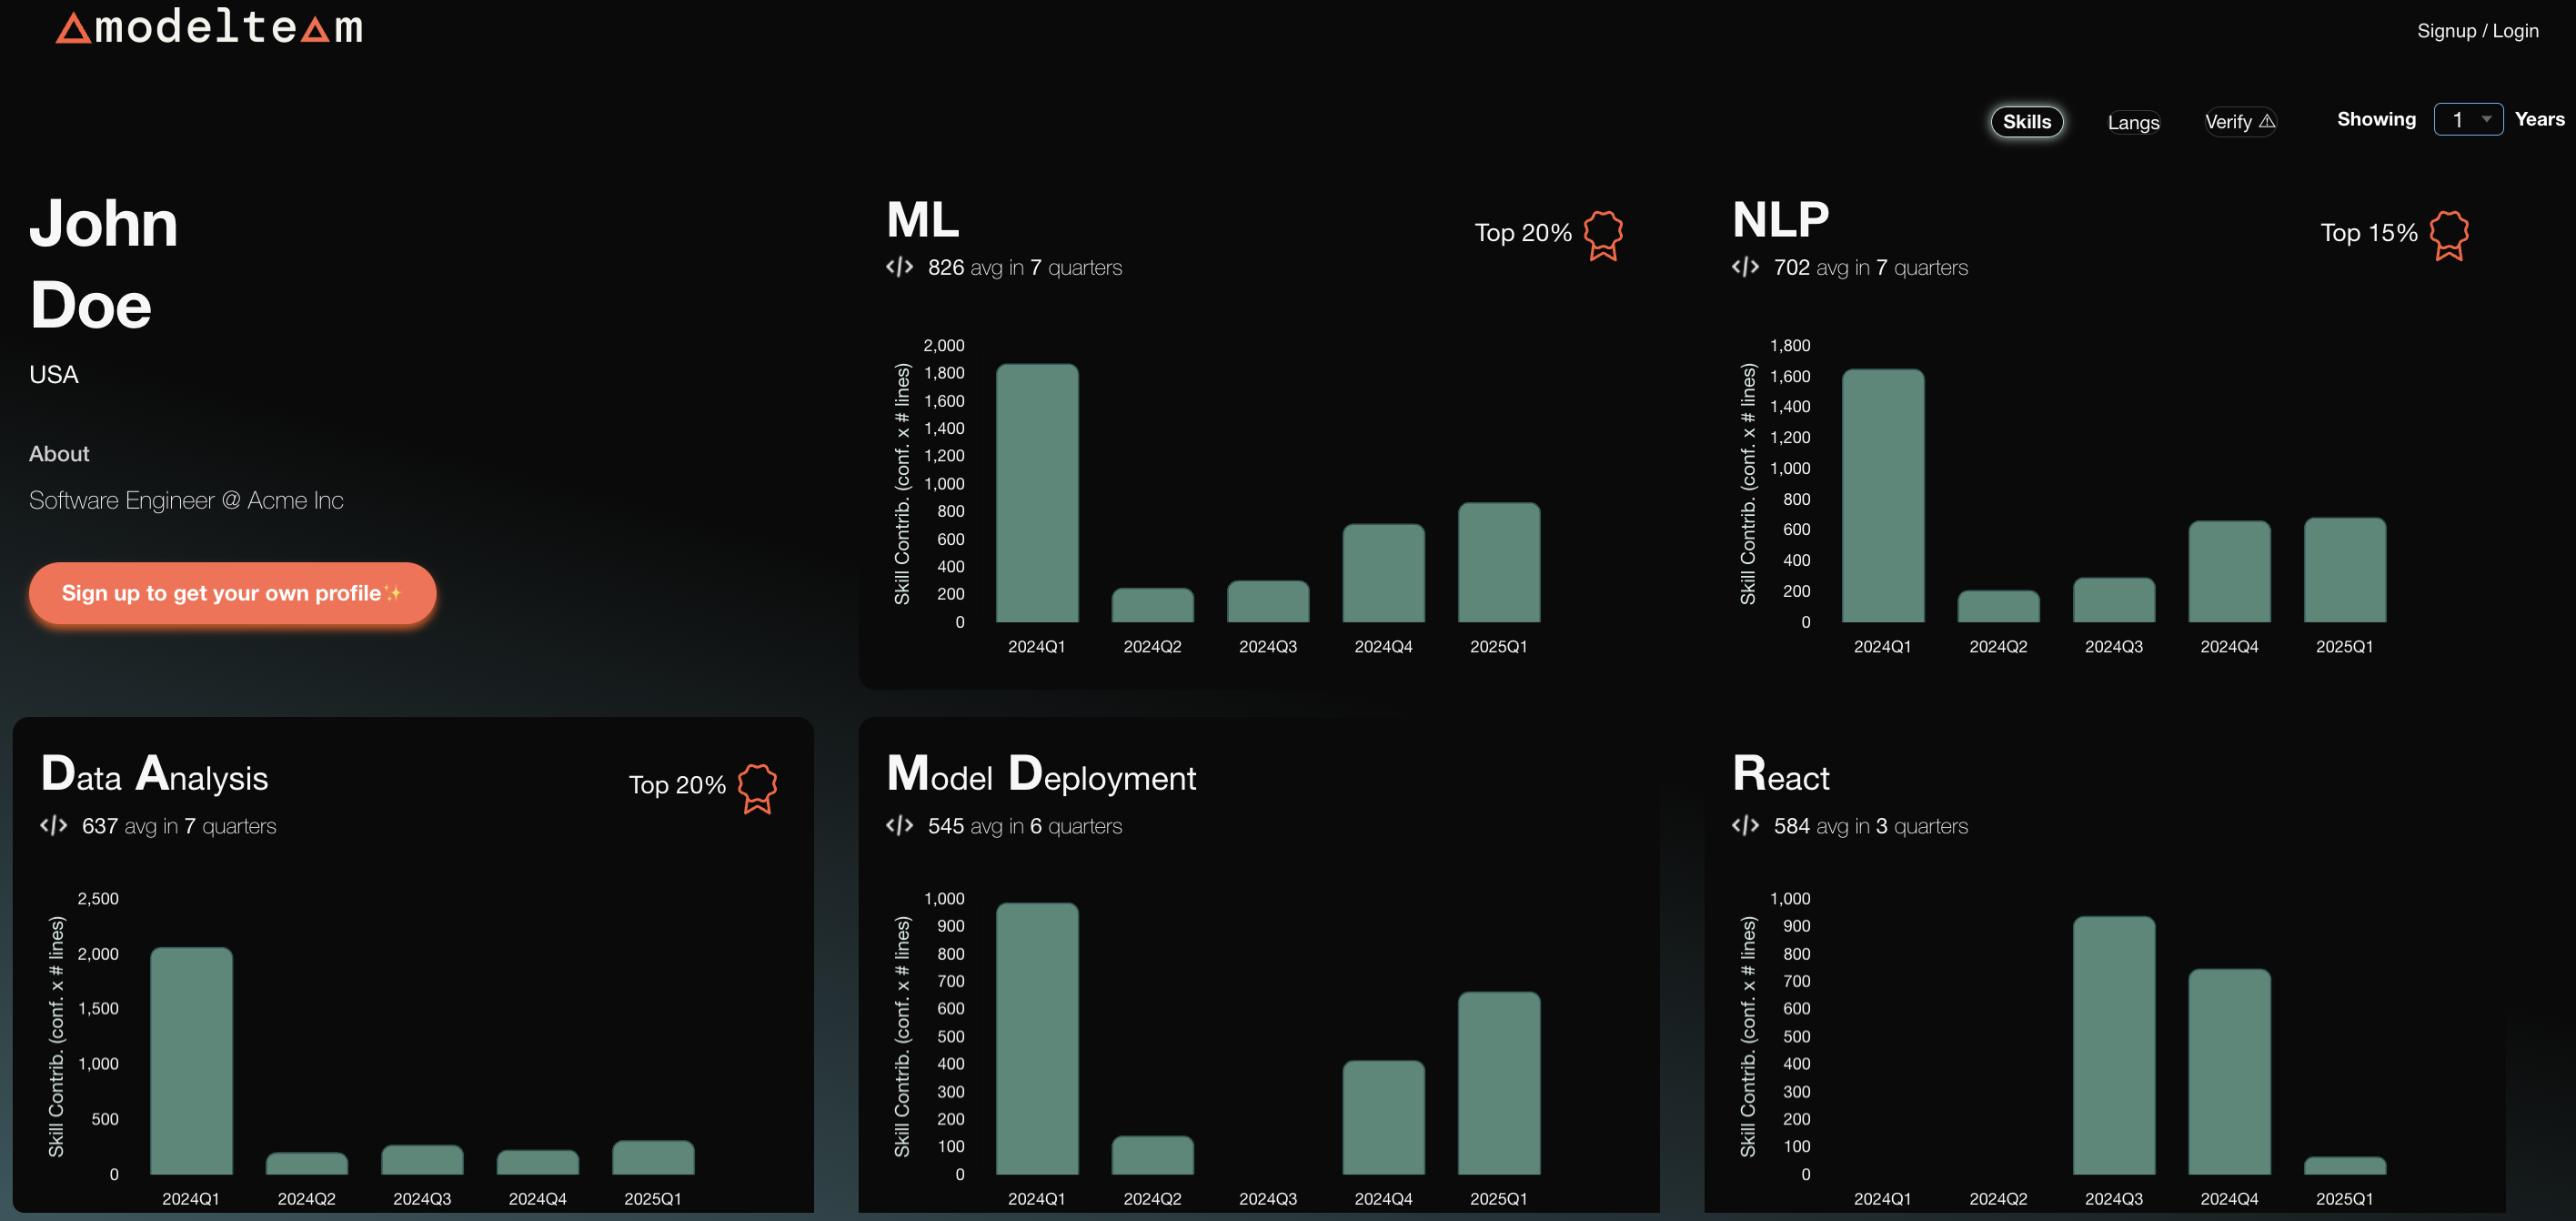 modelteam
Signup / Login
Skills
Langs
Verify ⚠
Showing 1 Years
John
Doe
USA
About
Software Engineer @ Acme Inc
Sign up to get your own profile✨
ML
Top 20%
</> 826 avg in 7 quarters
Skill Contrib. (conf. x # lines)
2,000
1,800
1,600
1,400
1,200
1,000
800
600
400
200
0
2024Q1 2024Q2 2024Q3 2024Q4 2025Q1
NLP
Top 15%
</> 702 avg in 7 quarters
Skill Contrib. (conf. x # lines)
1,800
1,600
1,400
1,200
1,000
800
600
400
200
0
2024Q1 2024Q2 2024Q3 2024Q4 2025Q1
Data Analysis
Top 20%
</> 637 avg in 7 quarters
Skill Contrib. (conf. x # lines)
2,500
2,000
1,500
1,000
500
0
2024Q1 2024Q2 2024Q3 2024Q4 2025Q1
Model Deployment
</> 545 avg in 6 quarters
Skill Contrib. (conf. x # lines)
1,000
900
800
700
600
500
400
300
200
100
0
2024Q1 2024Q2 2024Q3 2024Q4 2025Q1
React
</> 584 avg in 3 quarters
Skill Contrib. (conf. x # lines)
1,000
900
800
700
600
500
400
300
200
100
0
2024Q1 2024Q2 2024Q3 2024Q4 2025Q1